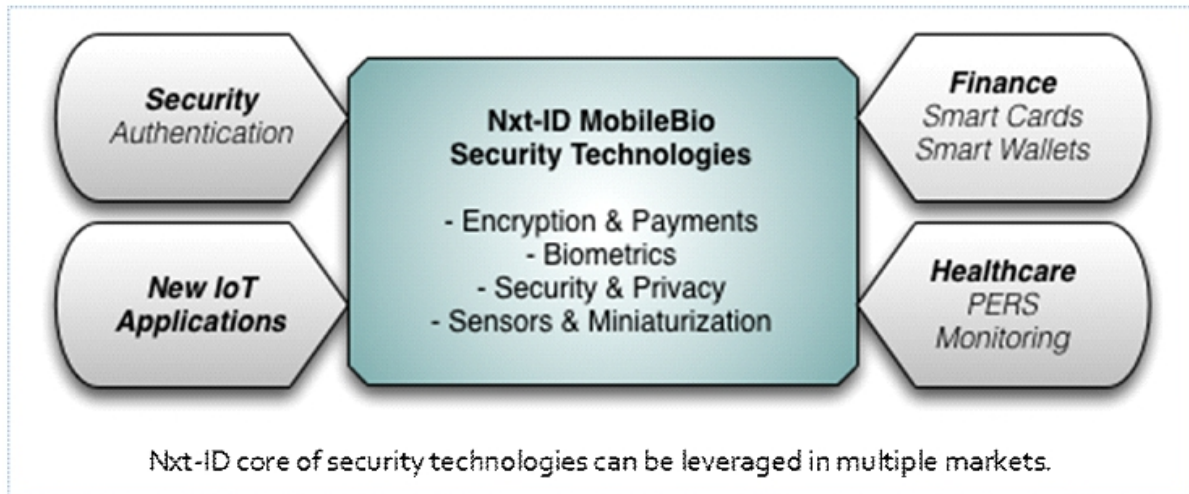 Security
Authentication
New IoT
Applications
Nxt-ID MobileBio
Security Technologies
- Encryption & Payments
- Biometrics
- Security & Privacy
- Sensors & Miniaturization
Finance
Smart Cards
Smart Wallets
Healthcare
PERS
Monitoring
Nxt-ID core of security technologies can be leveraged in multiple markets.